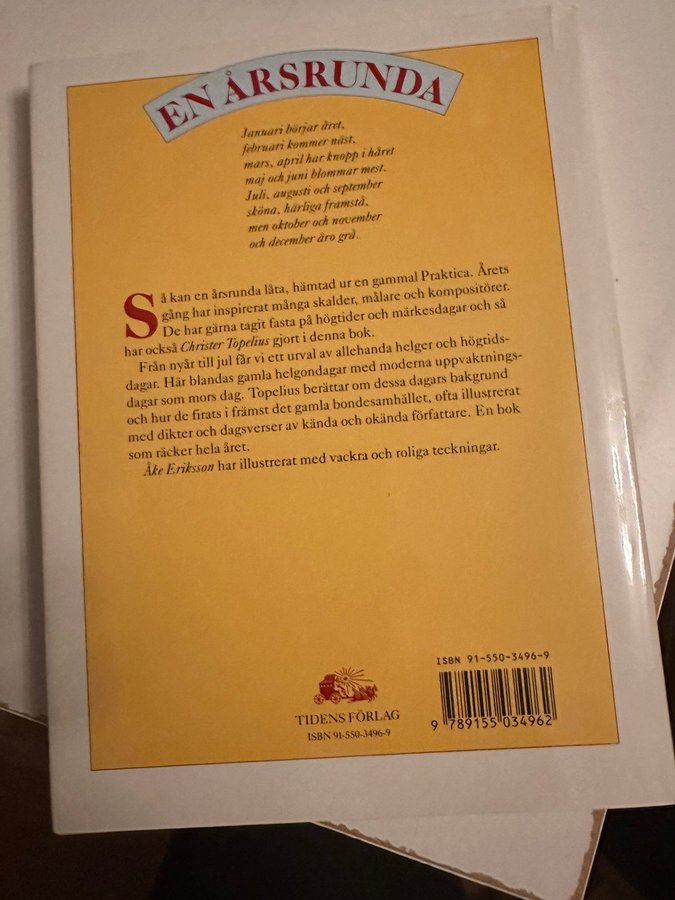 EN ÅRSRUNDA
Januari börjar året,
februari kommer näst,
mars, april har knopp i håret
maj och juni blommar mest.
Juli, augusti och september
sköna, härliga framstå,
men oktober och november
och december äro grå.
Så kan en årsrunda låta, hämtad ur en gammal Praktica. Årets
gång har inspirerat många skalder, målare och kompositörer.
De har gärna tagit fasta på högtider och märkesdagar och så
har också Christer Topelius gjort i denna bok.
Från nyår till jul får vi ett urval av allehanda helger och högtids-
dagar. Här blandas gamla helgondagar med moderna uppvaktnings-
dagar som mors dag. Topelius berättar om dessa dagars bakgrund
och hur de firats i främst det gamla bondesamhället, ofta illustrerat
med dikter och dagsverser av kända och okända författare. En bok
som räcker hela året.
Åke Eriksson har illustrerat med vackra och roliga teckningar.
TIDENS FÖRLAG
ISBN 91-550-3496-9
ISBN 91-550-3496-9
9 789155 034962